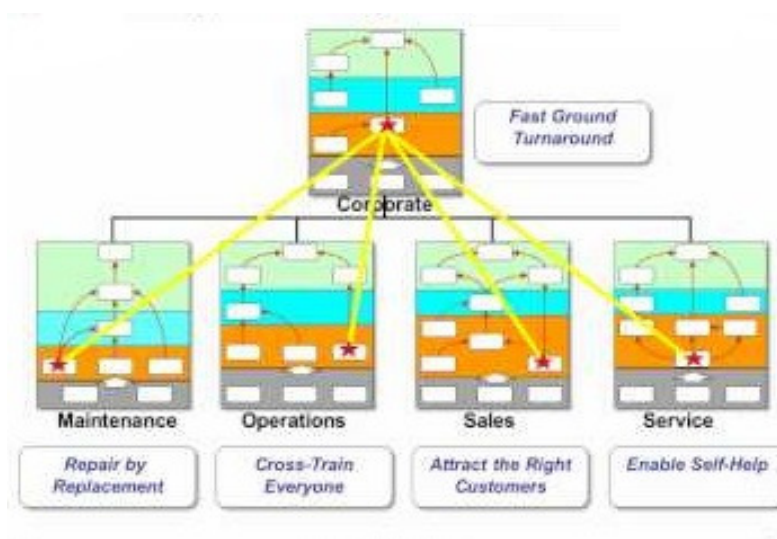 Fast Ground
Turnaround
Corporate
Maintenance
Operations
Sales
Service
Repair by
Replacement
Cross-Train
Everyone
Attract the Right
Customers
Enable Self-Help